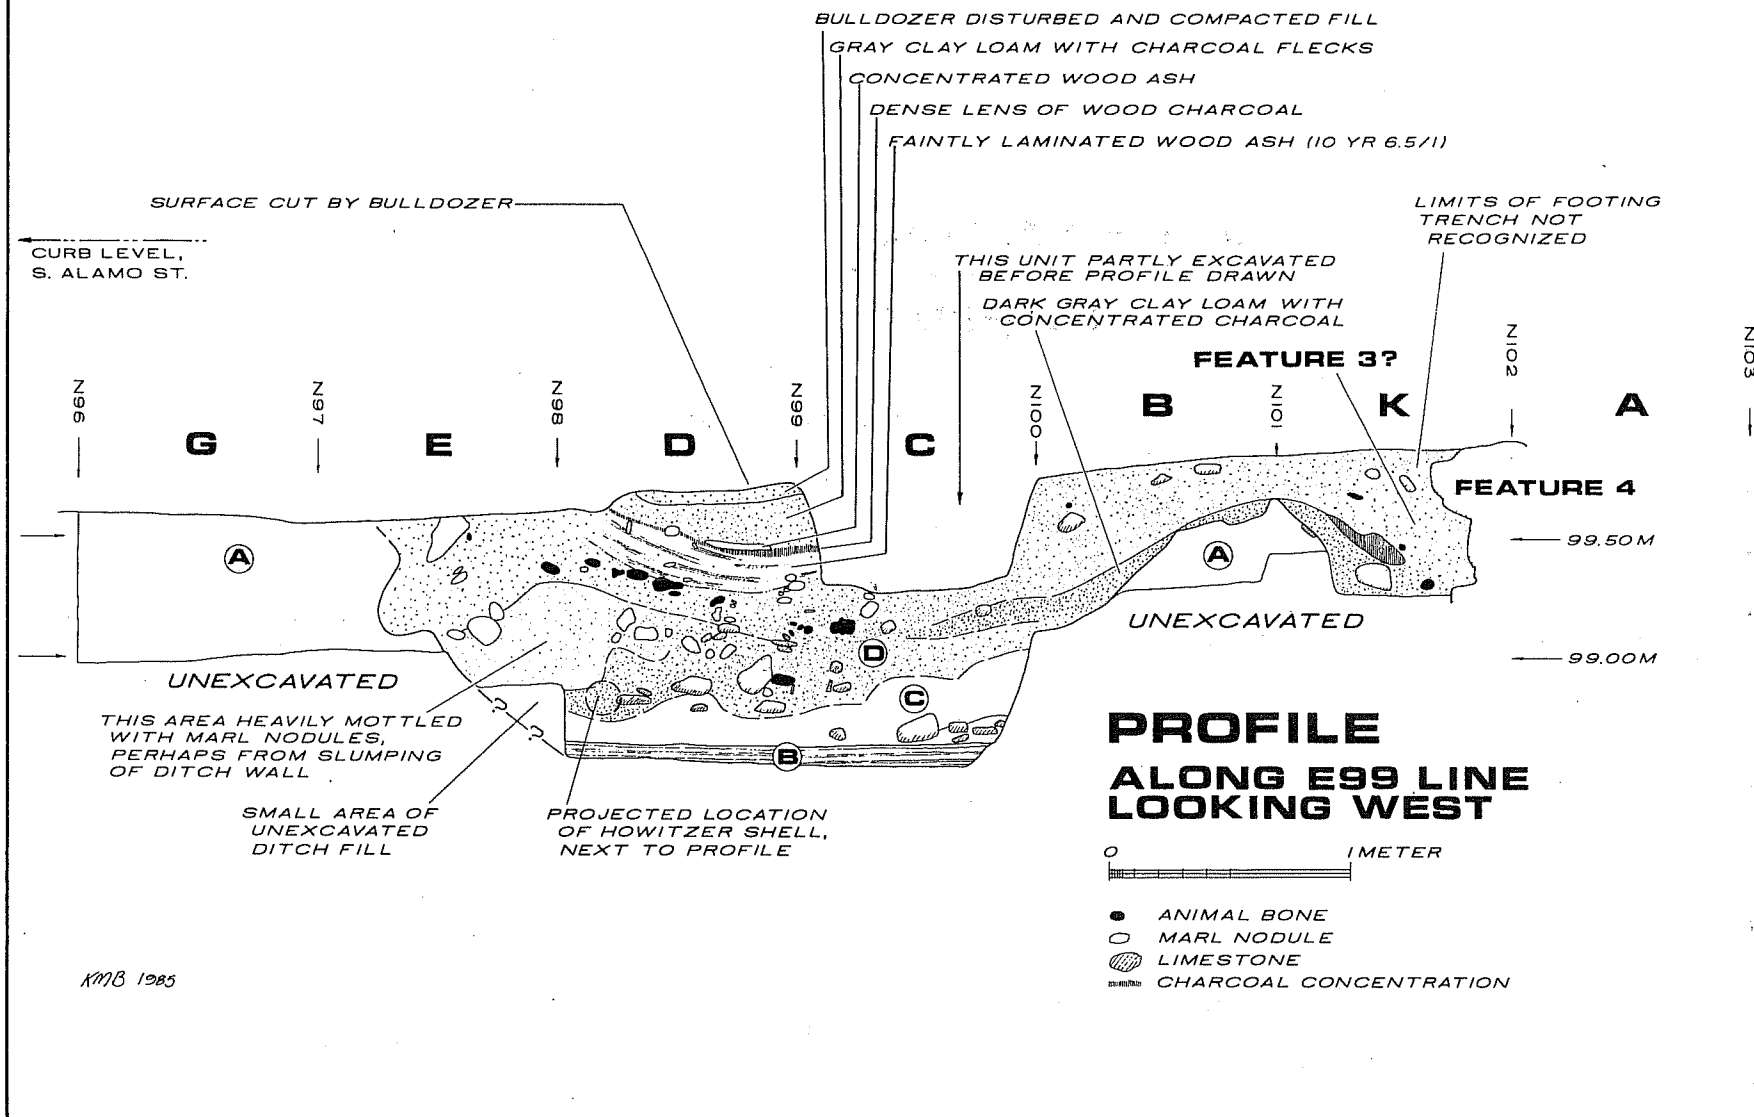 BULLDOZER DISTURBED AND COMPACTED FILL
GRAY CLAY LOAM WITH CHARCOAL FLECKS
CONCENTRATED WOOD ASH
DENSE LENS OF WOOD CHARCOAL
FAINTLY LAMINATED WOOD ASH (10 YR 6.5/1)
SURFACE CUT BY BULLDOZER
LIMITS OF FOOTING
TRENCH NOT
RECOGNIZED
CURB LEVEL,
S. ALAMO ST.
THIS UNIT PARTLY EXCAVATED
BEFORE PROFILE DRAWN
DARK GRAY CLAY LOAM WITH
CONCENTRATED CHARCOAL
FEATURE 3?
N96
N97
N98
N99
N100
N101
N102
N103
G
E
D
C
B
K
A
FEATURE 4
A
A
99.50M
UNEXCAVATED
D
99.00M
UNEXCAVATED
C
THIS AREA HEAVILY MOTTLED
WITH MARL NODULES,
PERHAPS FROM SLUMPING
OF DITCH WALL
?
?
B
SMALL AREA OF
UNEXCAVATED
DITCH FILL
PROJECTED LOCATION
OF HOWITZER SHELL,
NEXT TO PROFILE
PROFILE
ALONG E99 LINE
LOOKING WEST
0 1 METER
ANIMAL BONE
MARL NODULE
LIMESTONE
CHARCOAL CONCENTRATION
KMB 1985